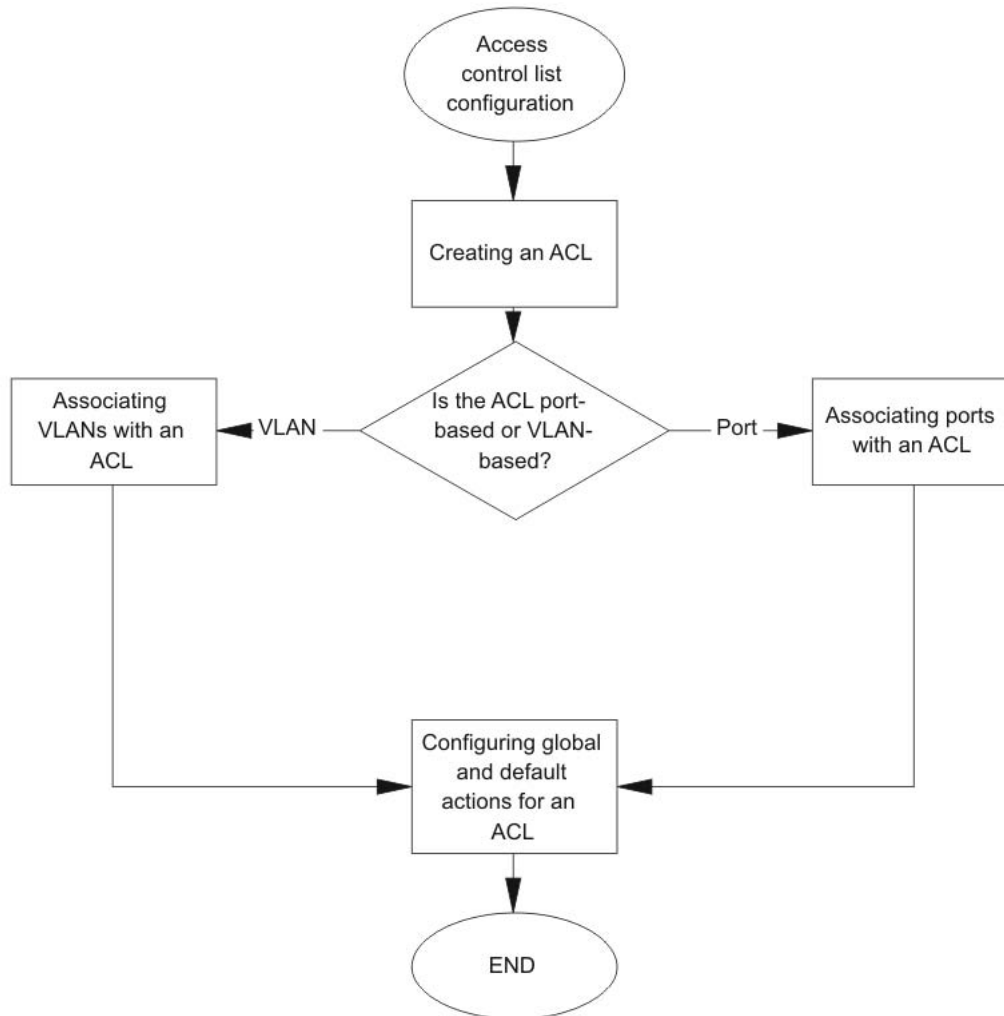 Access
control list
configuration
Creating an ACL
Is the ACL port-
based or VLAN-
based?
VLAN
Port
Associating
VLANs with an
ACL
Associating ports
with an ACL
Configuring global
and default
actions for an
ACL
END